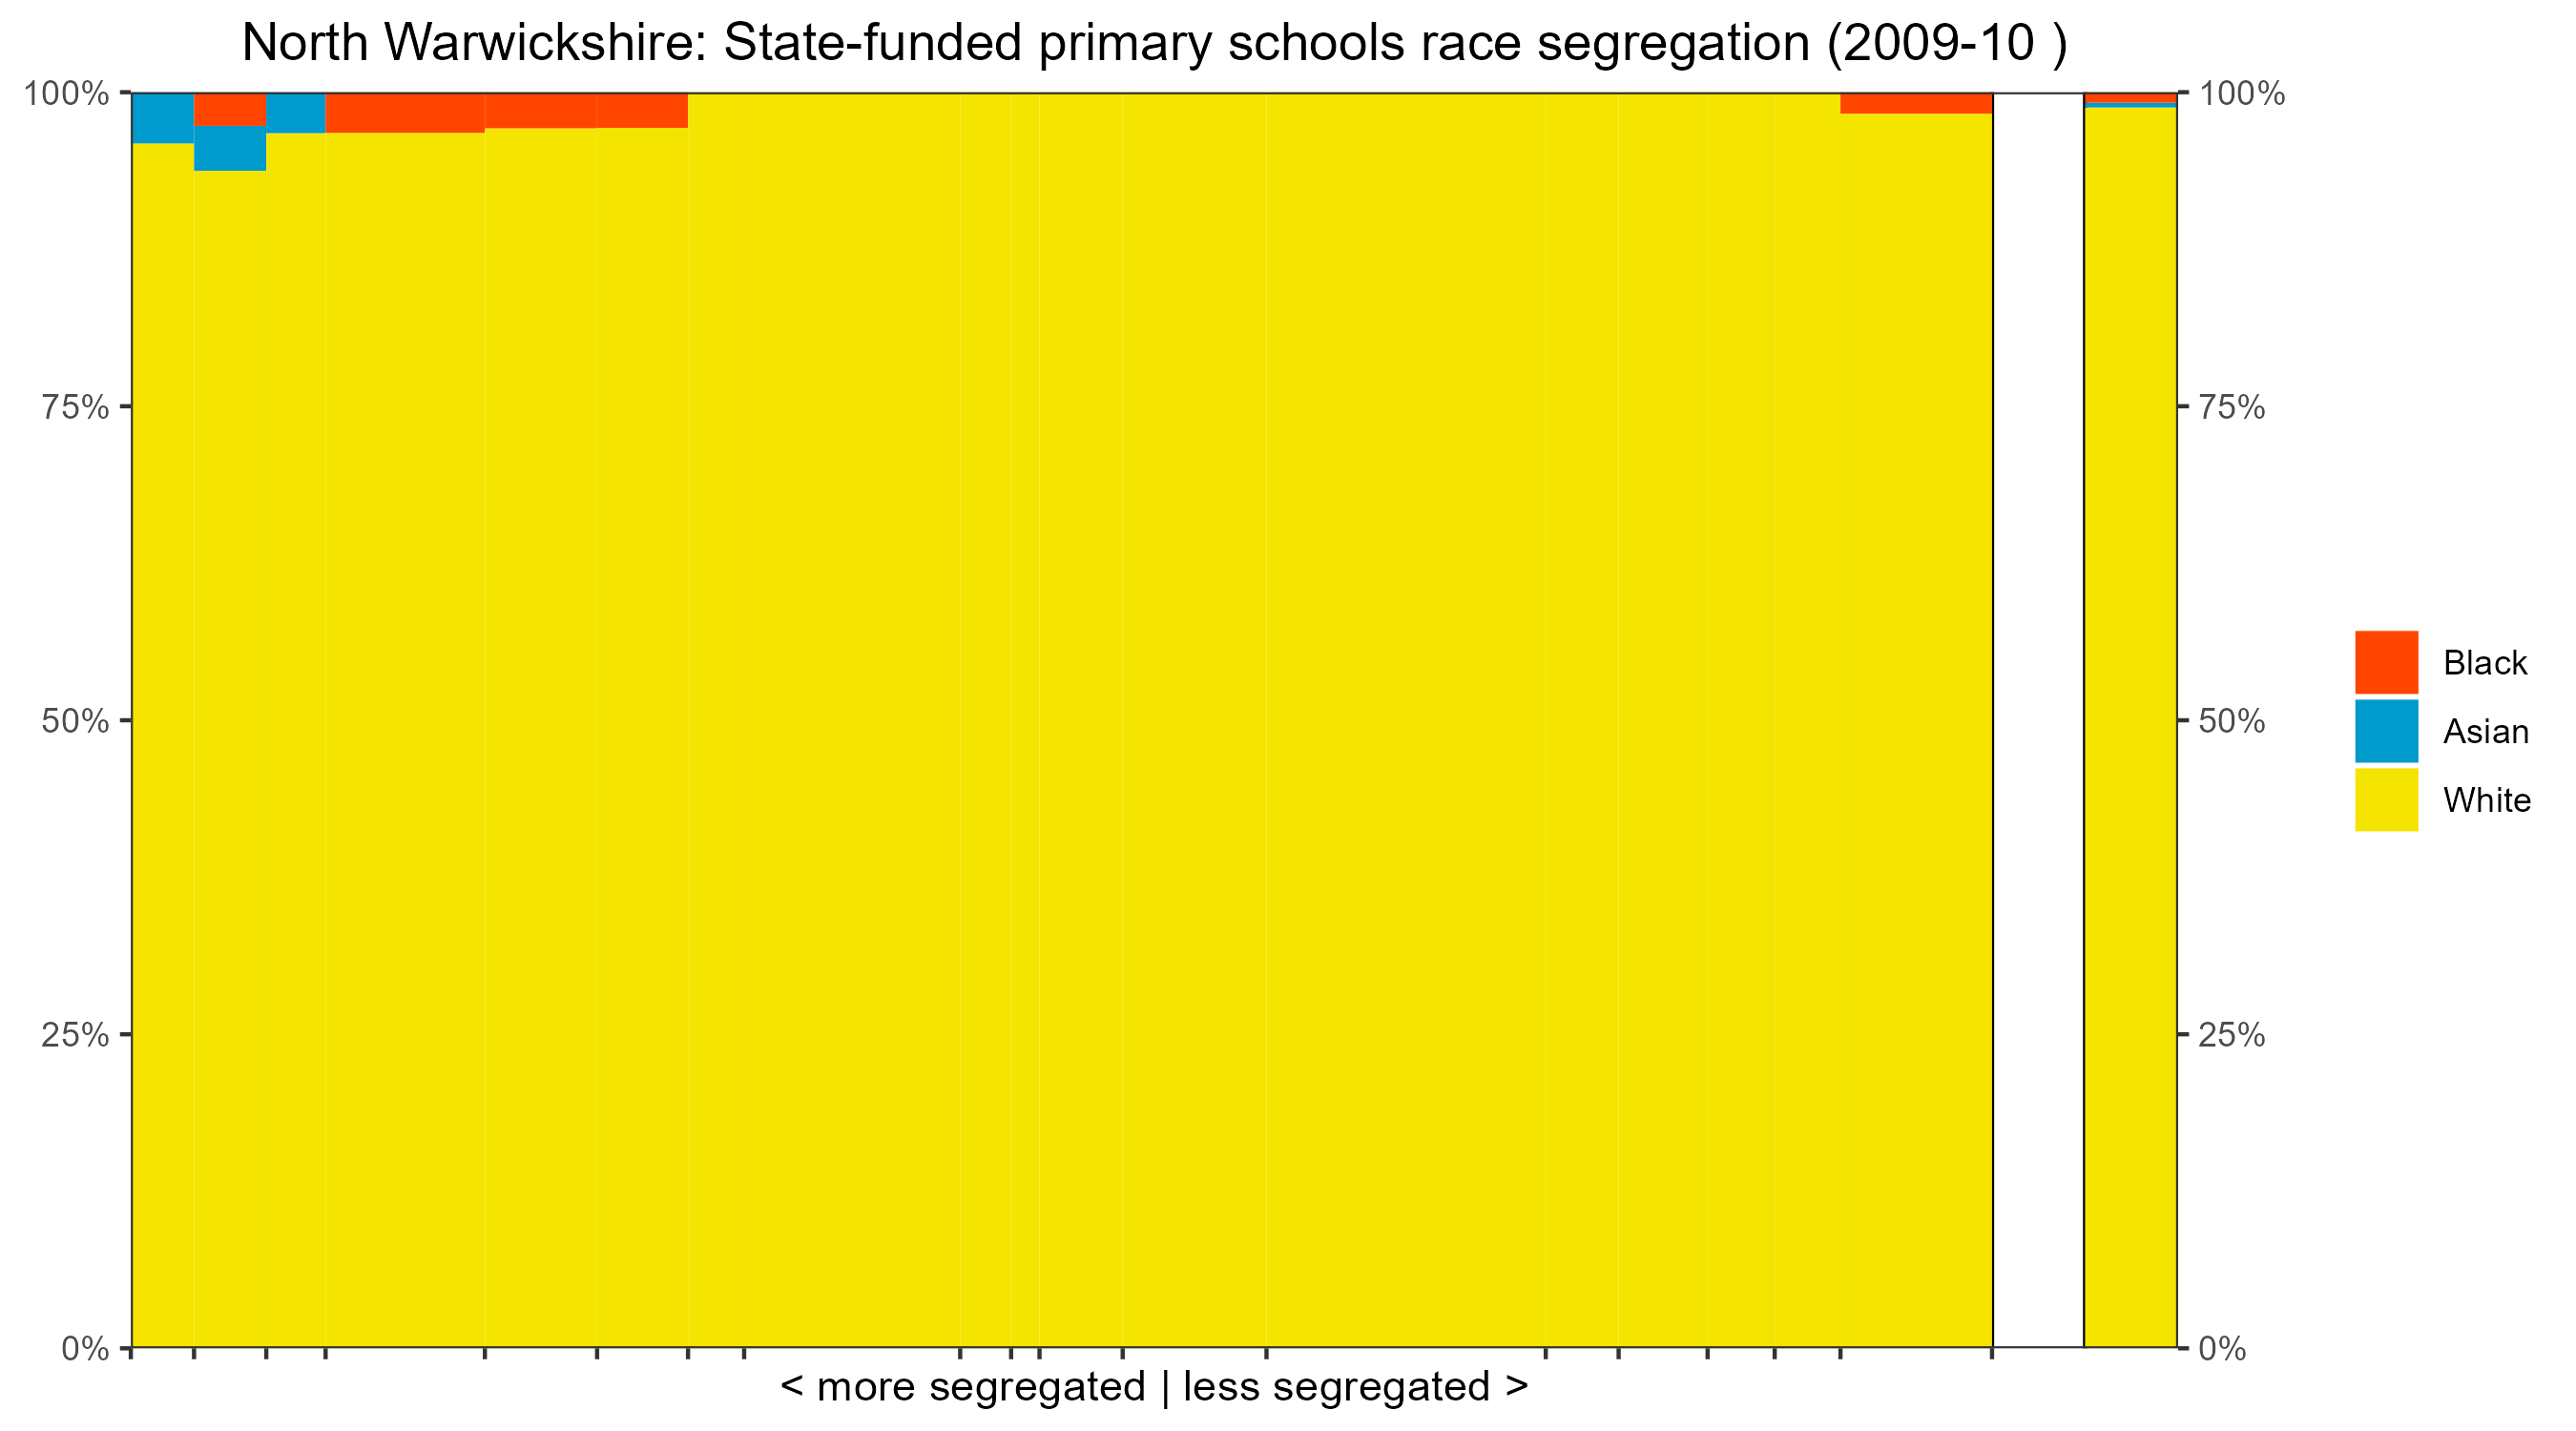 North Warwickshire: State-funded primary schools race segregation (2009-10 )
100%
75%
50%
25%
0%
100%
75%
50%
25%
0%
Black
Asian
White
< more segregated | less segregated >